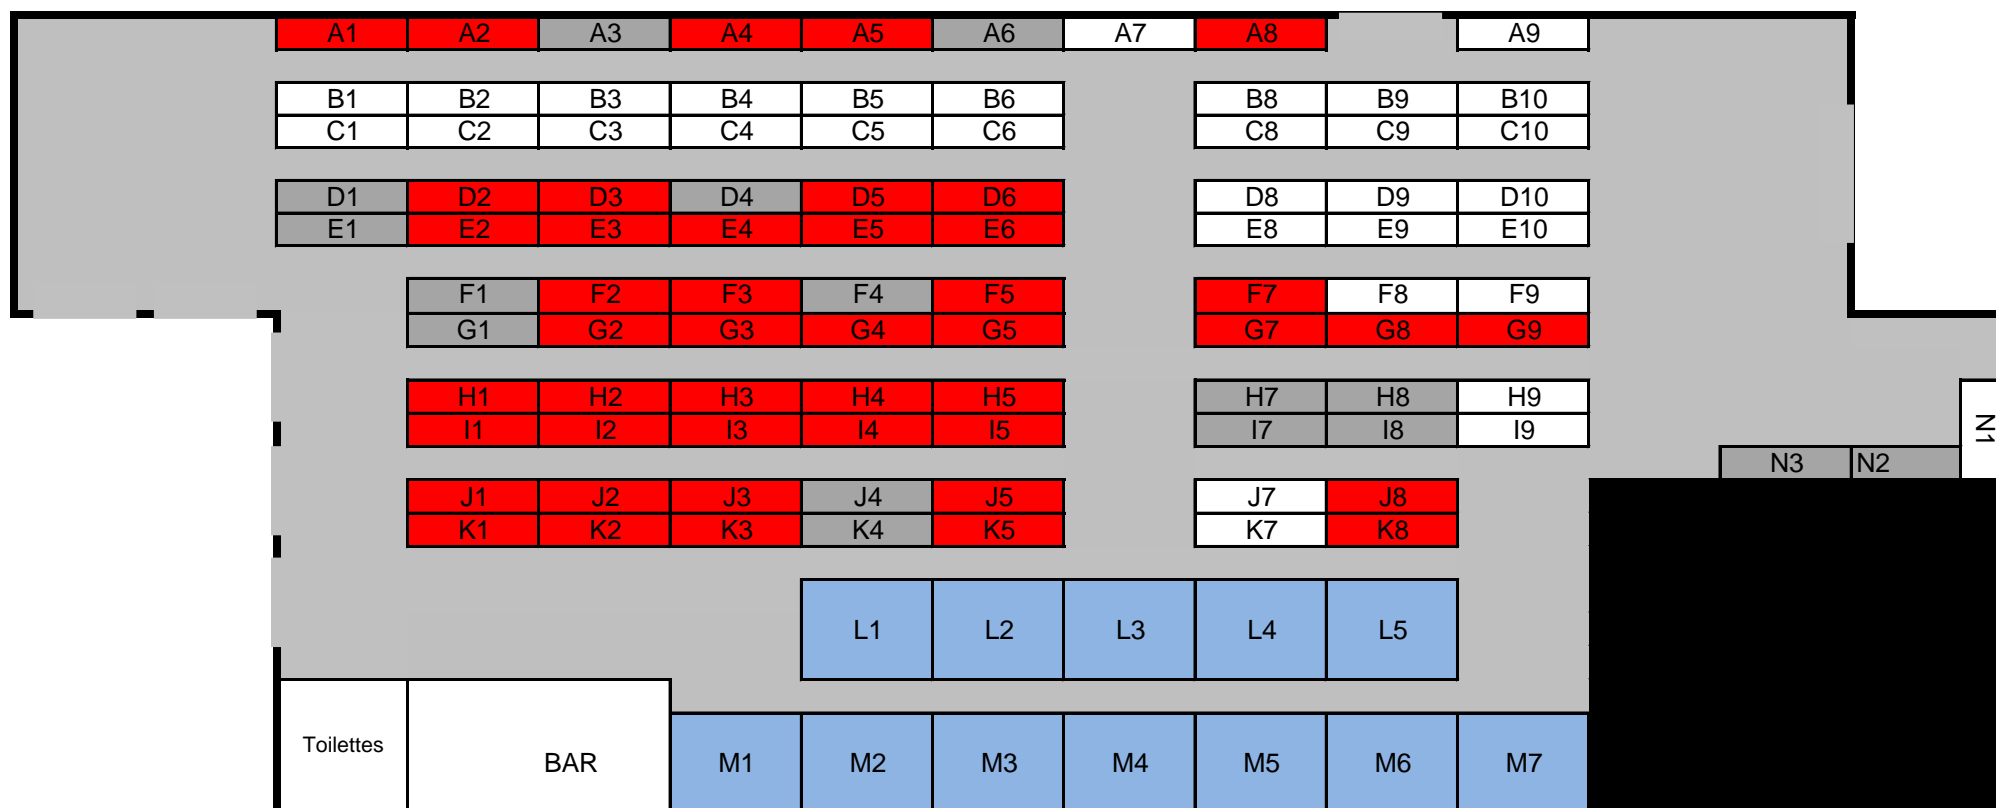 A1 A2 A3 A4 A5 A6 A7 A8 A9
B1 B2 B3 B4 B5 B6 B8 B9 B10
C1 C2 C3 C4 C5 C6 C8 C9 C10
D1 D2 D3 D4 D5 D6 D8 D9 D10
E1 E2 E3 E4 E5 E6 E8 E9 E10
F1 F2 F3 F4 F5 F7 F8 F9
G1 G2 G3 G4 G5 G7 G8 G9
H1 H2 H3 H4 H5 H7 H8 H9
I1 I2 I3 I4 I5 I7 I8 I9
N1
N3 N2
J1 J2 J3 J4 J5 J7 J8
K1 K2 K3 K4 K5 K7 K8
L1 L2 L3 L4 L5
Toilettes
BAR M1 M2 M3 M4 M5 M6 M7